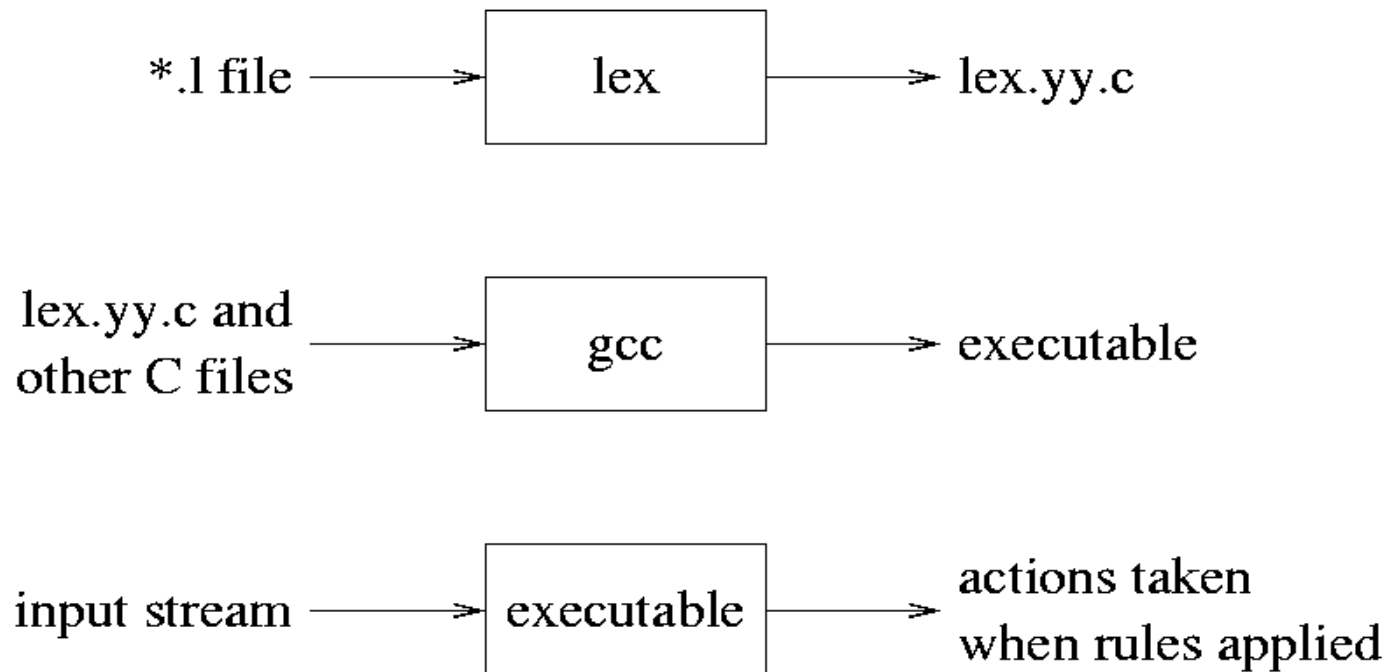 *.l file
lex
lex.yy.c
lex.yy.c and
other C files
gcc
executable
input stream
executable
actions taken
when rules applied